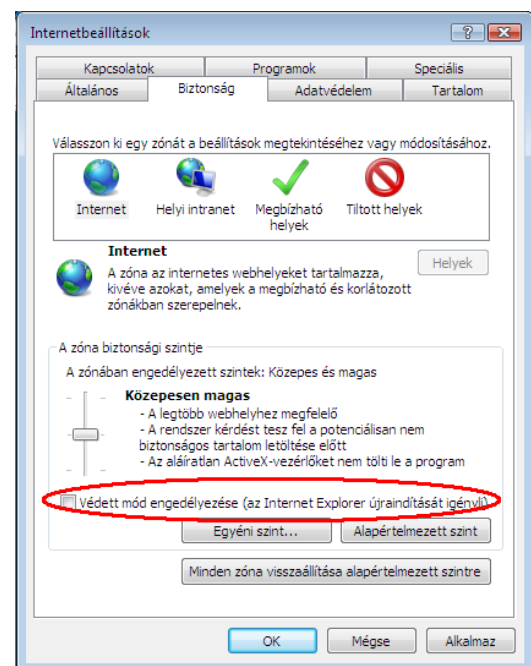 Internetbeállítások
Kapcsolatok Programok Speciális
Általános Biztonság Adatvédelem Tartalom
Válasszon ki egy zónát a beállítások megtekintéséhez vagy módosításához.
Internet Helyi intranet Megbízható helyek Tiltott helyek
Internet
Helyek
A zóna az internetes webhelyeket tartalmazza,
kivéve azokat, amelyek a megbízható és korlátozott
zónákban szerepelnek.
A zóna biztonsági szintje
A zónában engedélyezett szintek: Közepes és magas
Közepesen magas
- A legtöbb webhelyhez megfelelő
- A rendszer kérdést tesz fel a potenciálisan nem
biztonságos tartalom letöltése előtt
- Az aláíratlan ActiveX-vezérlőket nem tölti le a program
Védett mód engedélyezése (az Internet Explorer újraindítását igényli)
Egyéni szint... Alapértelmezett szint
Minden zóna visszaállítása alapértelmezett szintre
OK Mégse Alkalmaz